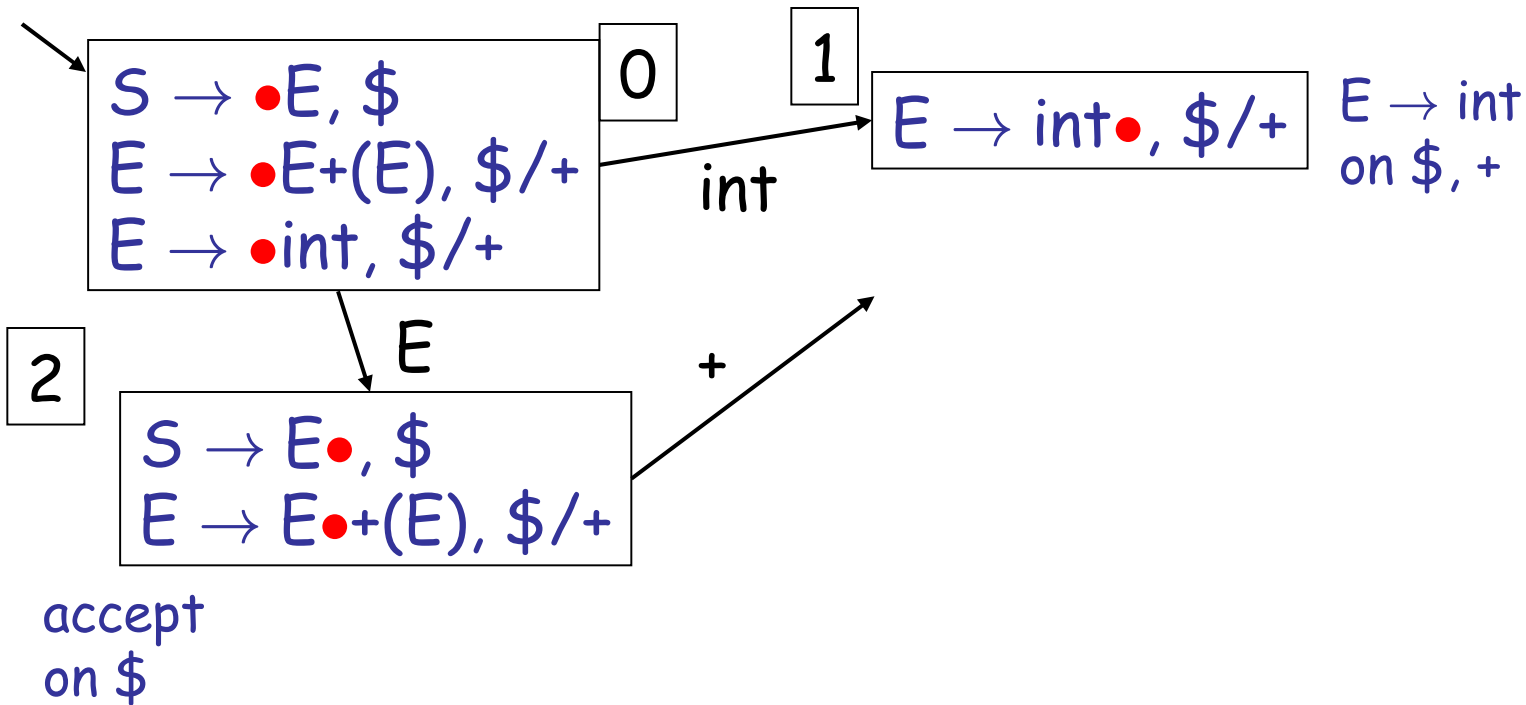 0
S → •E, $
E → •E+(E), $/+
E → •int, $/+
int
1
E → int•, $/+
E → int
on $, +
E
+
2
S → E•, $
E → E•+(E), $/+
accept
on $